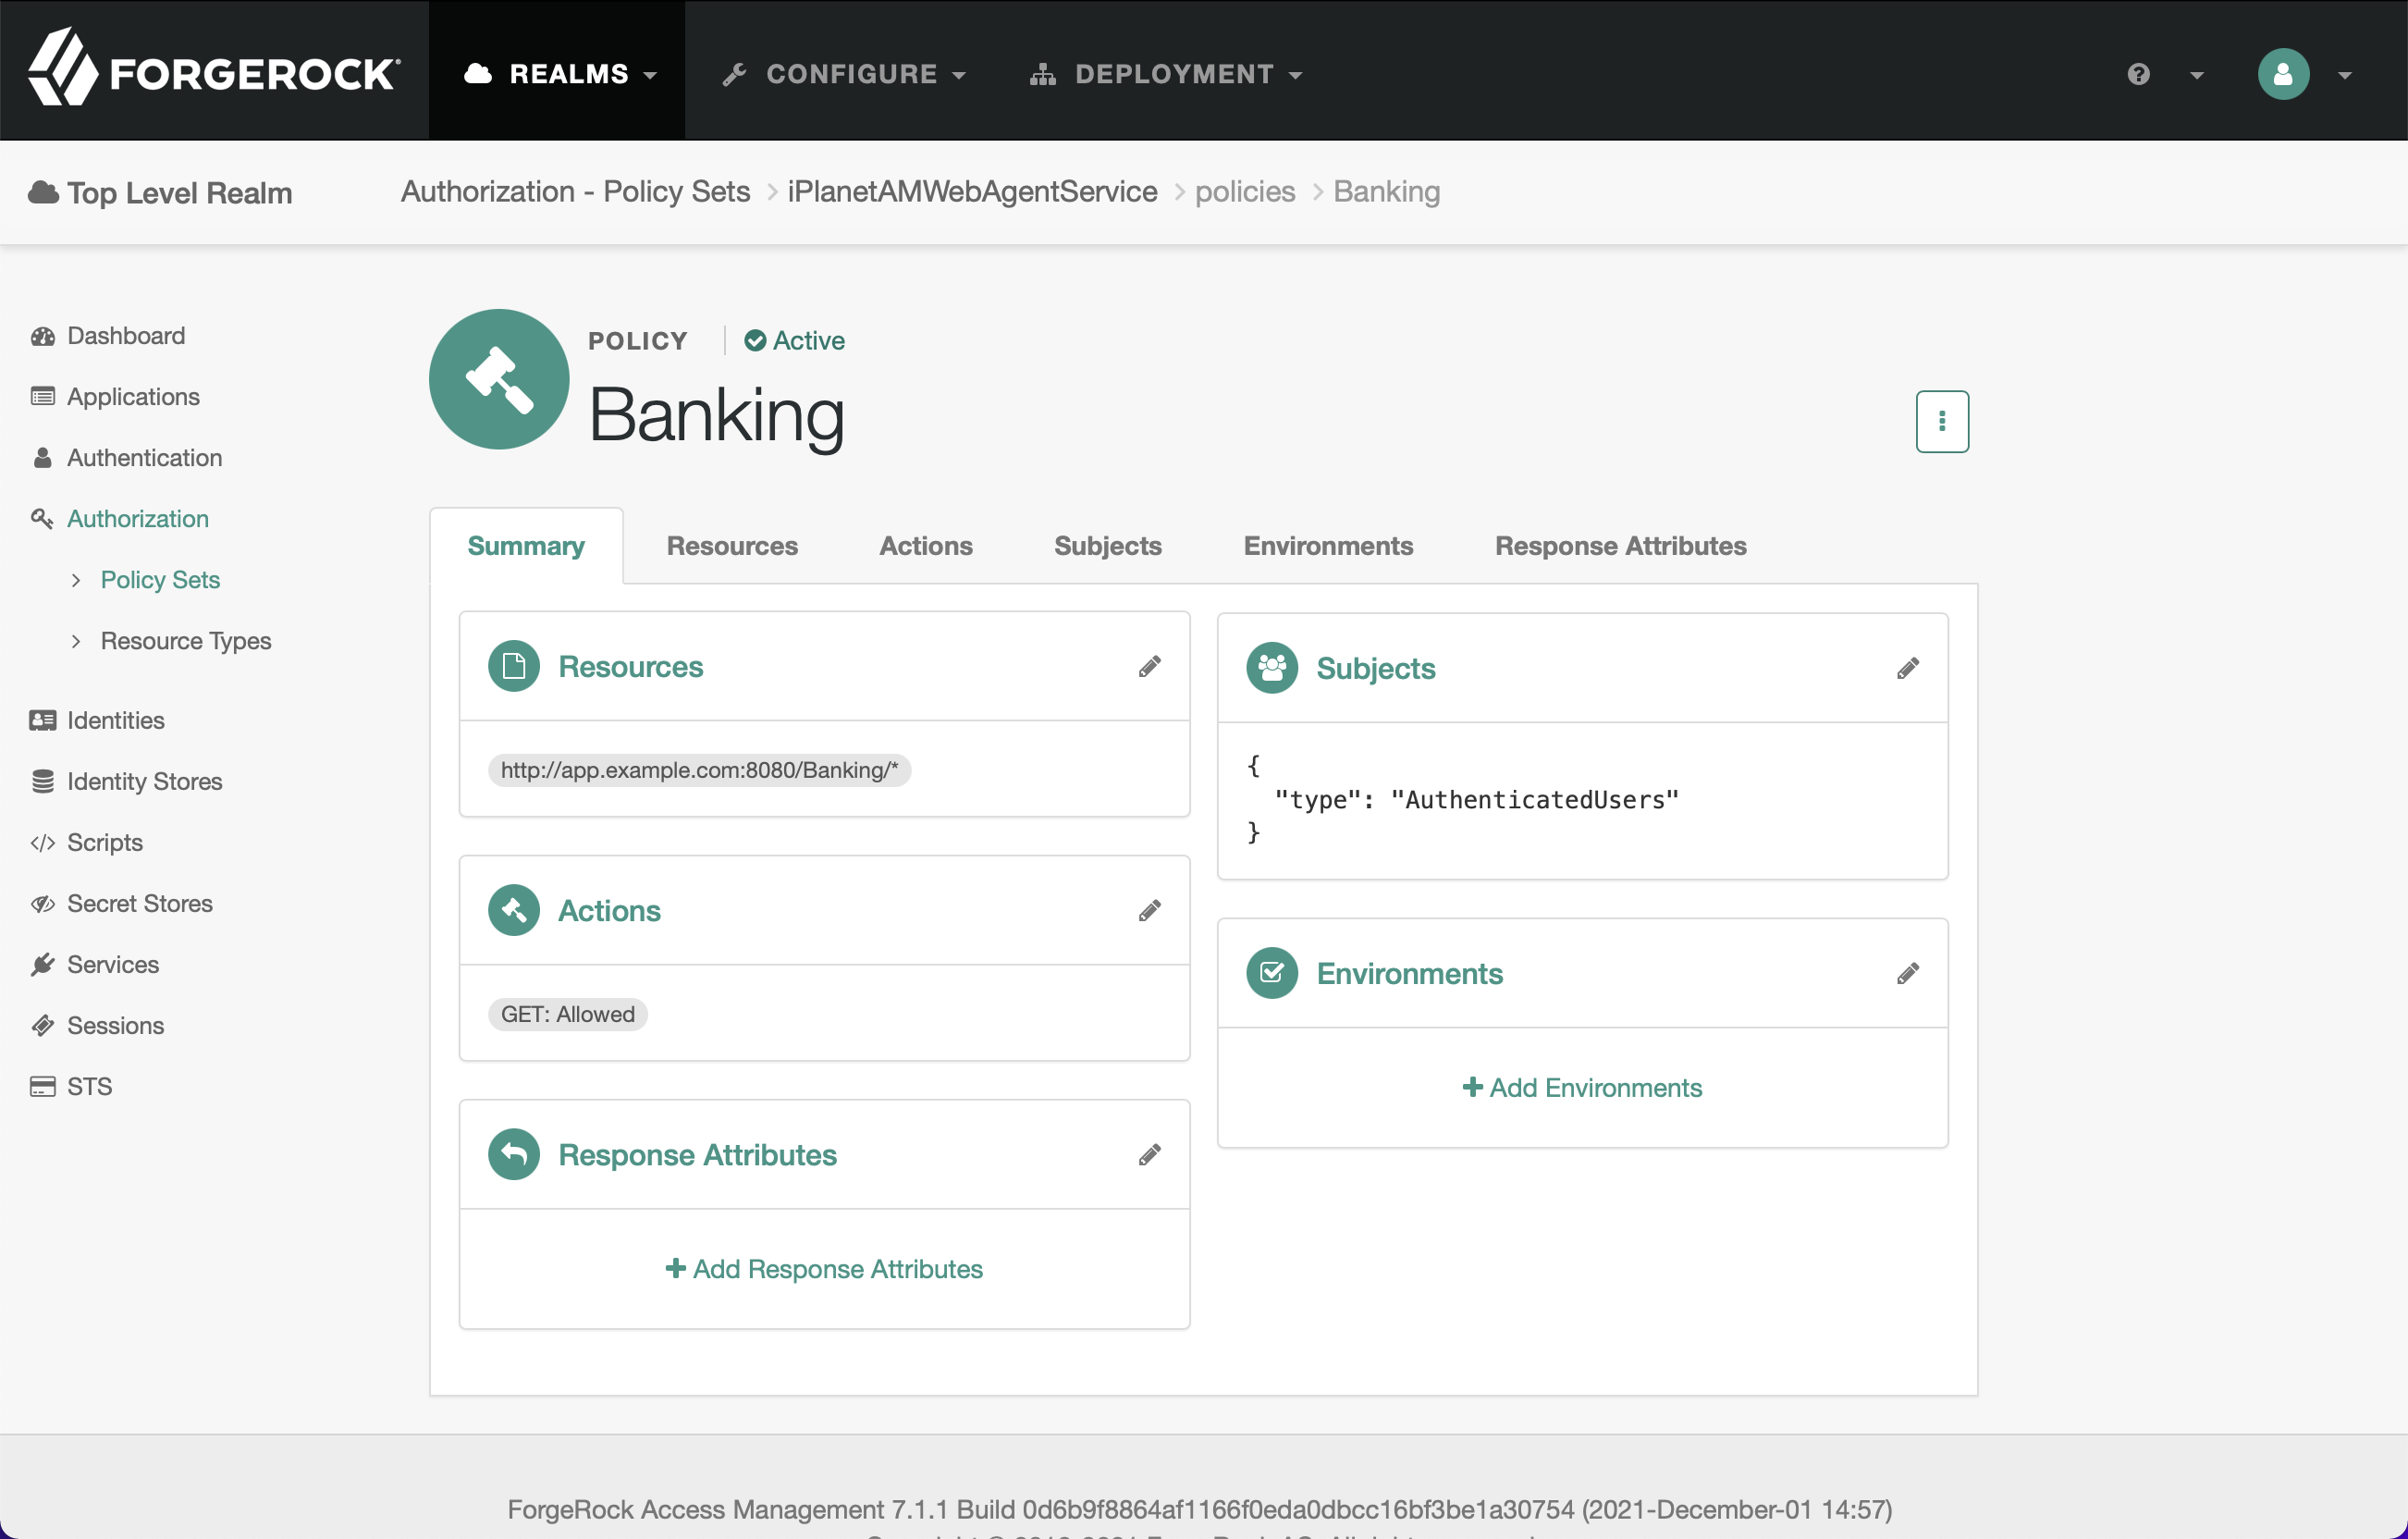 FORGEROCK
REALMS
CONFIGURE
DEPLOYMENT
Top Level Realm
Authorization - Policy Sets > iPlanetAMWebAgentService > policies > Banking
Dashboard
Applications
Authentication
Authorization
Policy Sets
Resource Types
Identities
Identity Stores
Scripts
Secret Stores
Services
Sessions
STS
POLICY
Active
Banking
Summary
Resources
Actions
Subjects
Environments
Response Attributes
Resources
http://app.example.com:8080/Banking/*
Actions
GET: Allowed
Response Attributes
Add Response Attributes
Subjects
{
"type": "AuthenticatedUsers"
}
Environments
Add Environments
ForgeRock Access Management 7.1.1 Build 0d6b9f8864af1166f0eda0dbcc16bf3be1a30754 (2021-December-01 14:57)